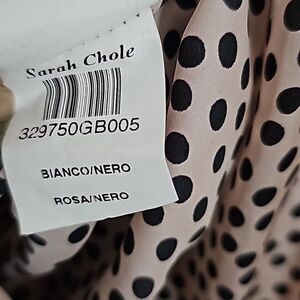 Sarah Chole
329750GB005
BIANCO/NERO
ROSA/NERO